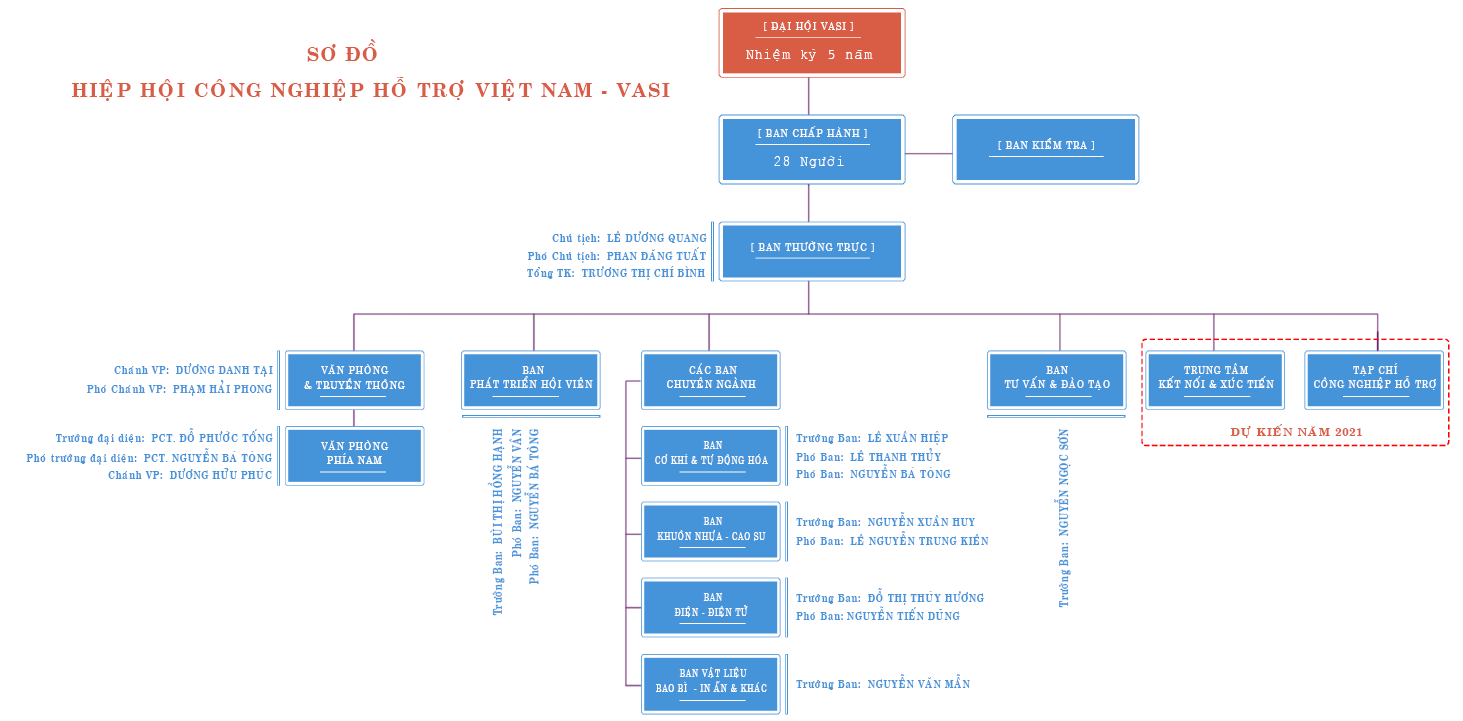 SƠ ĐỒ
HIỆP HỘI CÔNG NGHIỆP HỖ TRỢ VIỆT NAM - VASI
[ ĐẠI HỘI VASI ]
Nhiệm kỳ 5 năm
[ BAN CHẤP HÀNH ]
28 Người
[ BAN KIỂM TRA ]
Chủ tịch: LÊ DƯƠNG QUANG
Phó Chủ tịch: PHAN ĐĂNG TUẤT
Tổng TK: TRƯƠNG THỊ CHÍ BÌNH
[ BAN THƯỜNG TRỰC ]
Chánh VP: DƯƠNG DANH TẠI
Phó Chánh VP: PHẠM HẢI PHONG
VĂN PHÒNG
& TRUYỀN THÔNG
BAN
PHÁT TRIỂN HỘI VIÊN
CÁC BAN
CHUYÊN NGÀNH
BAN
TƯ VẤN & ĐÀO TẠO
TRUNG TÂM
KẾT NỐI & XÚC TIẾN
TẠP CHÍ
CÔNG NGHIỆP HỖ TRỢ
DỰ KIẾN NĂM 2021
Trưởng đại diện: PCT. ĐỖ PHƯỚC TỐNG
Phó trưởng đại diện: PCT. NGUYỄN BÁ TÒNG
Chánh VP: DƯƠNG HỮU PHÚC
VĂN PHÒNG
PHÍA NAM
Trưởng Ban: BÙI THỊ HỒNG HẠNH
Phó Ban: NGUYỄN VÂN
Phó Ban: NGUYỄN BÁ TÒNG
BAN
CƠ KHÍ & TỰ ĐỘNG HÓA
Trưởng Ban: LÊ XUÂN HIỆP
Phó Ban: LÊ THANH THỦY
Phó Ban: NGUYỄN BÁ TÒNG
BAN
KHUÔN NHỰA - CAO SU
Trưởng Ban: NGUYỄN XUÂN HUY
Phó Ban: LÊ NGUYỄN TRUNG KIÊN
BAN
ĐIỆN - ĐIỆN TỬ
Trưởng Ban: ĐỖ THỊ THÚY HƯƠNG
Phó Ban: NGUYỄN TIẾN DŨNG
BAN VẬT LIỆU
BAO BÌ - IN ẤN & KHÁC
Trưởng Ban: NGUYỄN VĂN MẪN
Trưởng Ban: NGUYỄN NGỌC SƠN